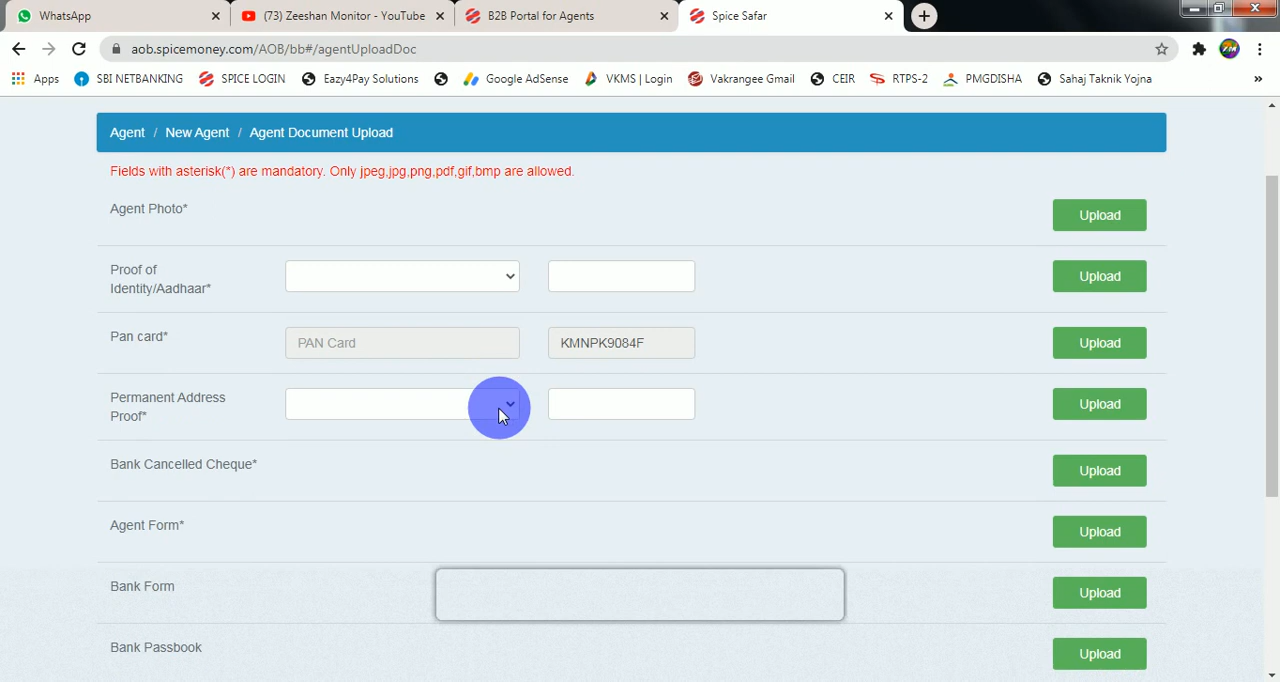 WhatsApp
(73) Zeeshan Monitor - YouTube
B2B Portal for Agents
Spice Safar
aob.spicemoney.com/AOB/bb#/agentUploadDoc
Apps
SBI NETBANKING
SPICE LOGIN
Eazy4Pay Solutions
Google AdSense
VKMS | Login
Vakrangee Gmail
CEIR
RTPS-2
PMGDISHA
Sahaj Taknik Yojna
Agent / New Agent / Agent Document Upload
Fields with asterisk(*) are mandatory. Only jpeg,jpg,png,pdf,gif,bmp are allowed.
Agent Photo*
Upload
Proof of
Identity/Aadhaar*
Upload
Pan card*
PAN Card
KMNPK9084F
Upload
Permanent Address
Proof*
Upload
Bank Cancelled Cheque*
Upload
Agent Form*
Upload
Bank Form
Upload
Bank Passbook
Upload